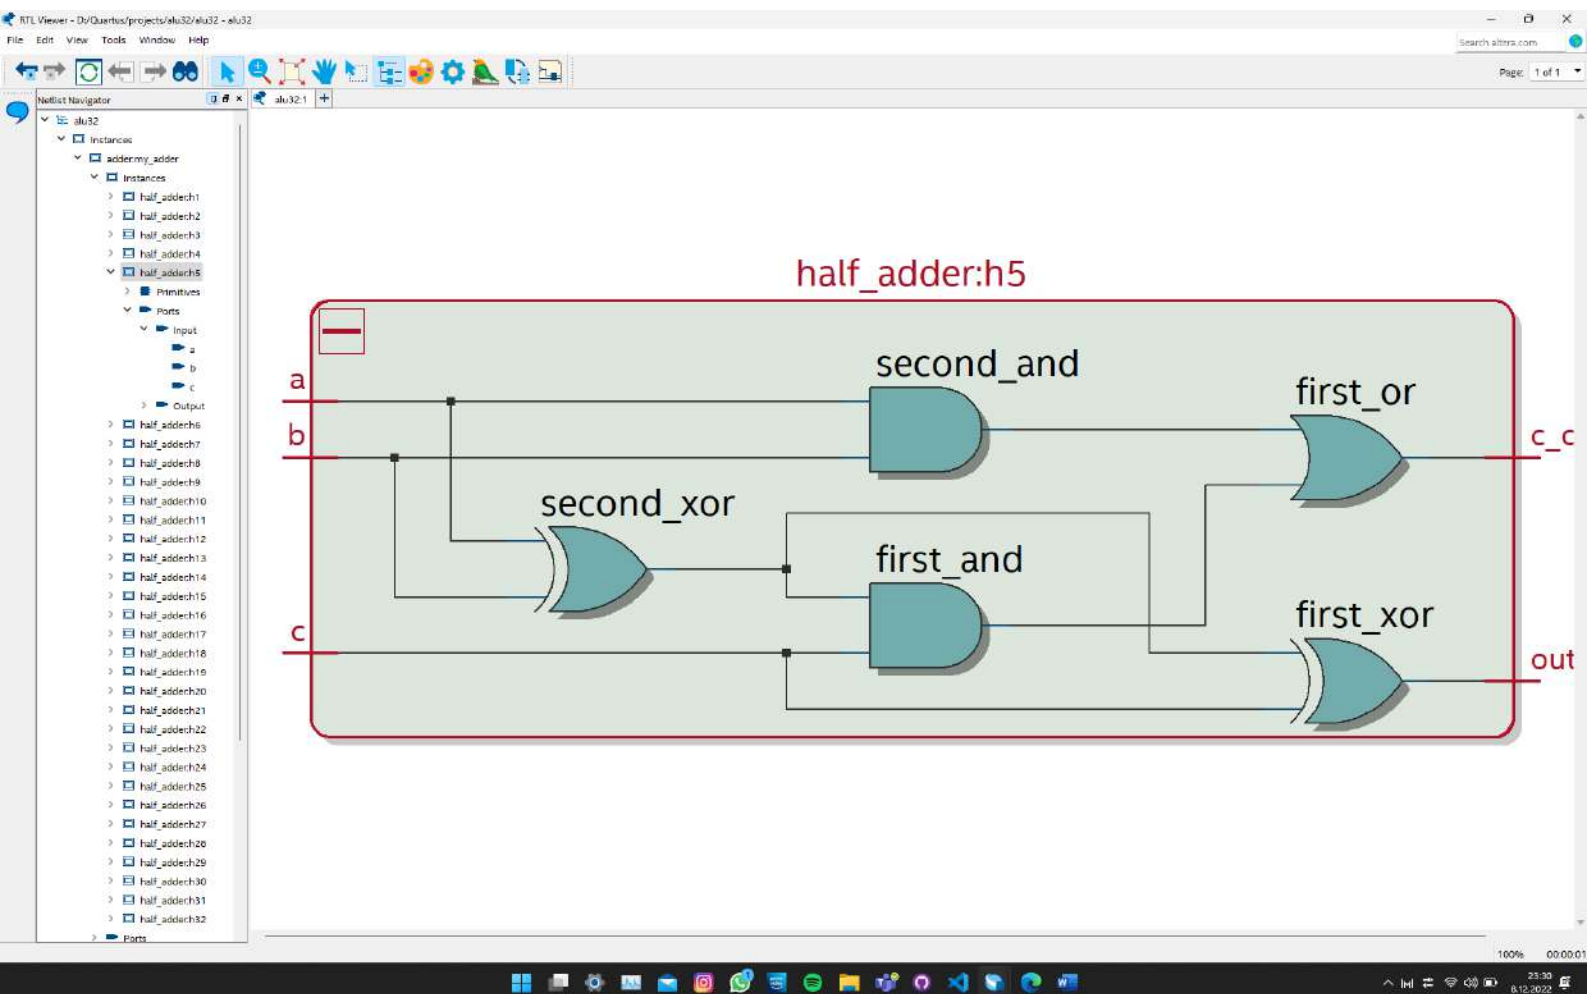 RTL Viewer - D:/Quartus/projects/alu32/alu32 - alu32
File Edit View Tools Window Help
Search altera.com
Page: 1 of 1
Netlist Navigator
alu32:1
alu32
Instances
adder:my_adder
Instances
half_adder:h1
half_adder:h2
half_adder:h3
half_adder:h4
half_adder:h5
Primitives
Ports
Input
a
b
c
Output
half_adder:h6
half_adder:h7
half_adder:h8
half_adder:h9
half_adder:h10
half_adder:h11
half_adder:h12
half_adder:h13
half_adder:h14
half_adder:h15
half_adder:h16
half_adder:h17
half_adder:h18
half_adder:h19
half_adder:h20
half_adder:h21
half_adder:h22
half_adder:h23
half_adder:h24
half_adder:h25
half_adder:h26
half_adder:h27
half_adder:h28
half_adder:h29
half_adder:h30
half_adder:h31
half_adder:h32
Ports
half_adder:h5
second_and
a
first_or
b
c_c
second_xor
first_and
first_xor
c
out
100% 00:00:01
23:30
8.12.2022